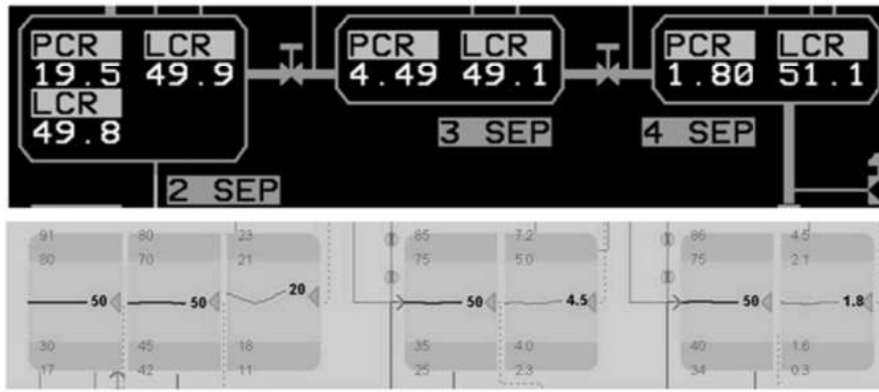 PCR LCR
19.5 49.9
LCR
49.8
2 SEP
PCR LCR
4.49 49.1
3 SEP
PCR LCR
1.80 51.1
4 SEP
91 80 23
80 70 21
50 50 20
30 45 18
17 42 11
85 7.2
75 5.0
50 4.5
35 4.0
25 2.3
86 4.5
75 2.1
50 1.8
40 1.6
34 0.3